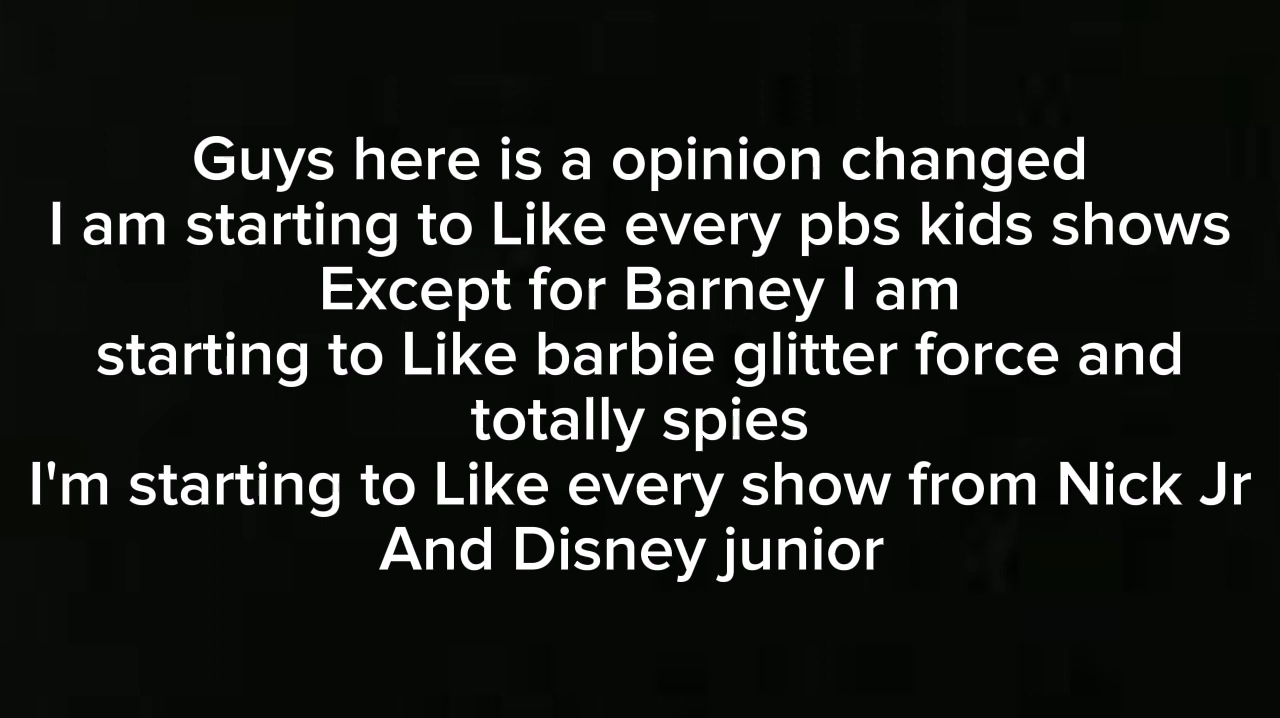 Guys here is a opinion changed
I am starting to Like every pbs kids shows
Except for Barney I am
starting to Like barbie glitter force and
totally spies
I'm starting to Like every show from Nick Jr
And Disney junior